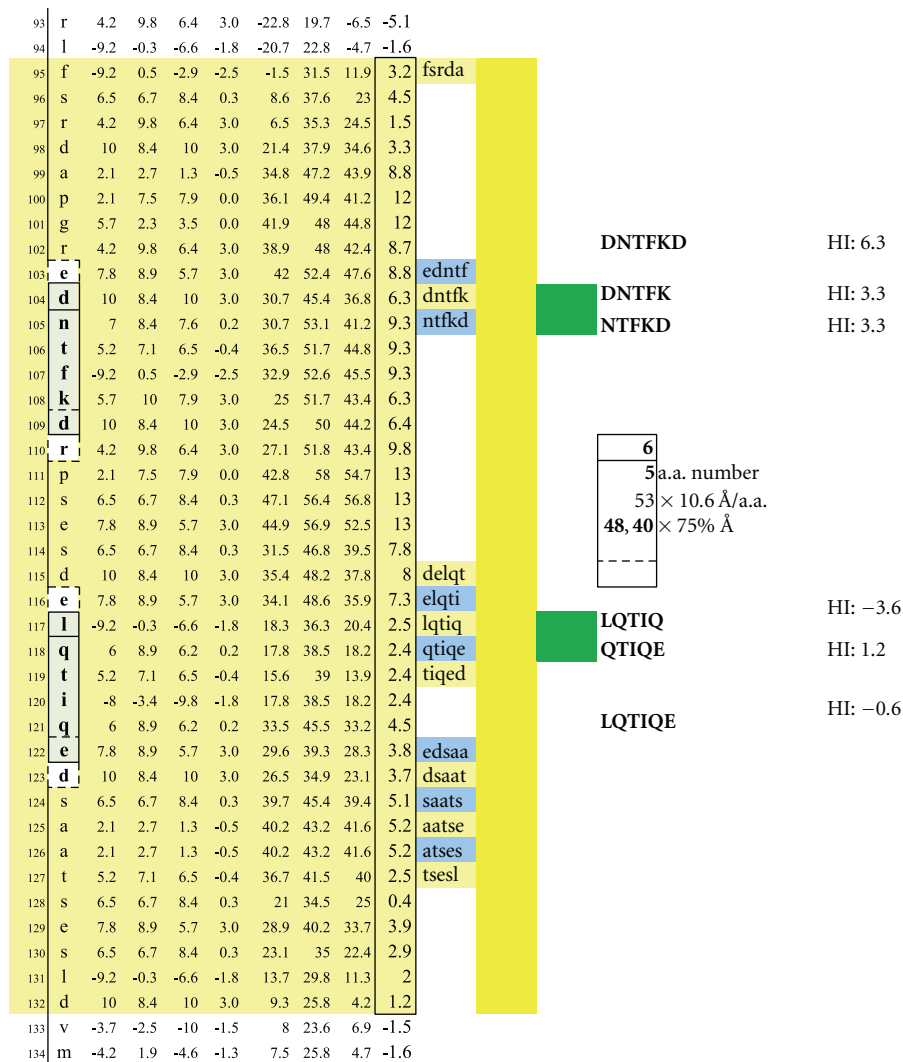 93 r 4.2 9.8 6.4 3.0 -22.8 19.7 -6.5 -5.1
94 l -9.2 -0.3 -6.6 -1.8 -20.7 22.8 -4.7 -1.6
95 f -9.2 0.5 -2.9 -2.5 -1.5 31.5 11.9 3.2 fsrda
96 s 6.5 6.7 8.4 0.3 8.6 37.6 23 4.5
97 r 4.2 9.8 6.4 3.0 6.5 35.3 24.5 1.5
98 d 10 8.4 10 3.0 21.4 37.9 34.6 3.3
99 a 2.1 2.7 1.3 -0.5 34.8 47.2 43.9 8.8
100 p 2.1 7.5 7.9 0.0 36.1 49.4 41.2 12
101 g 5.7 2.3 3.5 0.0 41.9 48 44.8 12
102 r 4.2 9.8 6.4 3.0 38.9 48 42.4 8.7 DNTFKD HI: 6.3
103 e 7.8 8.9 5.7 3.0 42 52.4 47.6 8.8 edntf
104 d 10 8.4 10 3.0 30.7 45.4 36.8 6.3 dntfk DNTFK HI: 3.3
105 n 7 8.4 7.6 0.2 30.7 53.1 41.2 9.3 ntfkd NTFKD HI: 3.3
106 t 5.2 7.1 6.5 -0.4 36.5 51.7 44.8 9.3
107 f -9.2 0.5 -2.9 -2.5 32.9 52.6 45.5 9.3
108 k 5.7 10 7.9 3.0 25 51.7 43.4 6.3
109 d 10 8.4 10 3.0 24.5 50 44.2 6.4
110 r 4.2 9.8 6.4 3.0 27.1 51.8 43.4 9.8 6
111 p 2.1 7.5 7.9 0.0 42.8 58 54.7 13 5 a.a. number
112 s 6.5 6.7 8.4 0.3 47.1 56.4 56.8 13 53 × 10.6 Å/a.a.
113 e 7.8 8.9 5.7 3.0 44.9 56.9 52.5 13 48, 40 × 75% Å
114 s 6.5 6.7 8.4 0.3 31.5 46.8 39.5 7.8
115 d 10 8.4 10 3.0 35.4 48.2 37.8 8 delqt
116 e 7.8 8.9 5.7 3.0 34.1 48.6 35.9 7.3 elqti
117 l -9.2 -0.3 -6.6 -1.8 18.3 36.3 20.4 2.5 lqtiq LQTIQ HI: −3.6
118 q 6 8.9 6.2 0.2 17.8 38.5 18.2 2.4 qtiqe QTIQE HI: 1.2
119 t 5.2 7.1 6.5 -0.4 15.6 39 13.9 2.4 tiqed
120 i -8 -3.4 -9.8 -1.8 17.8 38.5 18.2 2.4
121 q 6 8.9 6.2 0.2 33.5 45.5 33.2 4.5 LQTIQE HI: −0.6
122 e 7.8 8.9 5.7 3.0 29.6 39.3 28.3 3.8 edsaa
123 d 10 8.4 10 3.0 26.5 34.9 23.1 3.7 dsaat
124 s 6.5 6.7 8.4 0.3 39.7 45.4 39.4 5.1 saats
125 a 2.1 2.7 1.3 -0.5 40.2 43.2 41.6 5.2 aatse
126 a 2.1 2.7 1.3 -0.5 40.2 43.2 41.6 5.2 atses
127 t 5.2 7.1 6.5 -0.4 36.7 41.5 40 2.5 tsesl
128 s 6.5 6.7 8.4 0.3 21 34.5 25 0.4
129 e 7.8 8.9 5.7 3.0 28.9 40.2 33.7 3.9
130 s 6.5 6.7 8.4 0.3 23.1 35 22.4 2.9
131 l -9.2 -0.3 -6.6 -1.8 13.7 29.8 11.3 2
132 d 10 8.4 10 3.0 9.3 25.8 4.2 1.2
133 v -3.7 -2.5 -10 -1.5 8 23.6 6.9 -1.5
134 m -4.2 1.9 -4.6 -1.3 7.5 25.8 4.7 -1.6